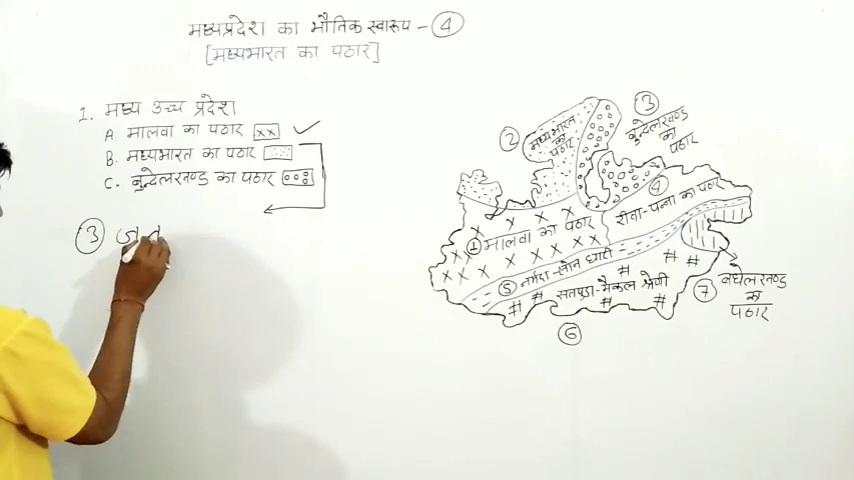 मध्यप्रदेश का भौतिक स्वारूप - ④
[मध्यभारत का पठार]
1. मध्य उच्च प्रदेश
A. मालवा का पठार xx ✓
B. मध्यभारत का पठार
C. बुन्देलखण्ड का पठार
③ ज
② मध्यभारत का पठार
③ बुन्देलखण्ड का पठार
④ रीवा-पन्ना का पठार
① मालवा का पठार
⑤ नर्मदा-सोन घाटी
सतपुड़ा-मैकल श्रेणी
⑥
⑦ बघेलखण्ड का पठार